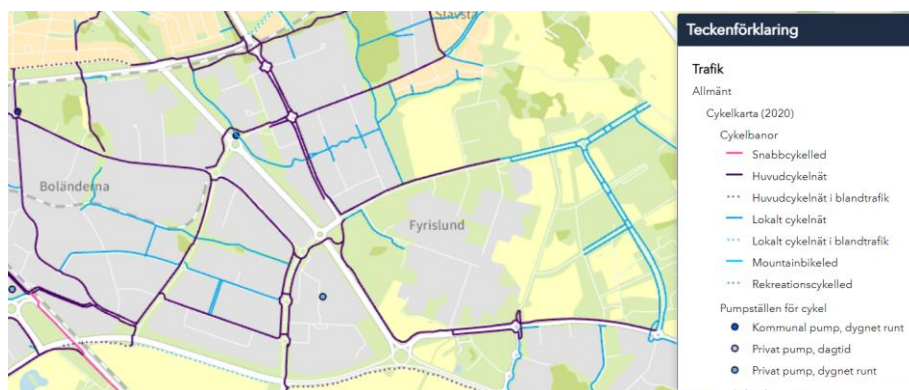 Slavsta
Boländerna
Fyrislund
Teckenförklaring
Trafik
Allmänt
Cykelkarta (2020)
Cykelbanor
Snabbcykelled
Huvudcykelnät
Huvudcykelnät i blandtrafik
Lokalt cykelnät
Lokalt cykelnät i blandtrafik
Mountainbikeled
Rekreationscykelled
Pumpställen för cykel
Kommunal pump, dygnet runt
Privat pump, dagtid
Privat pump, dygnet runt